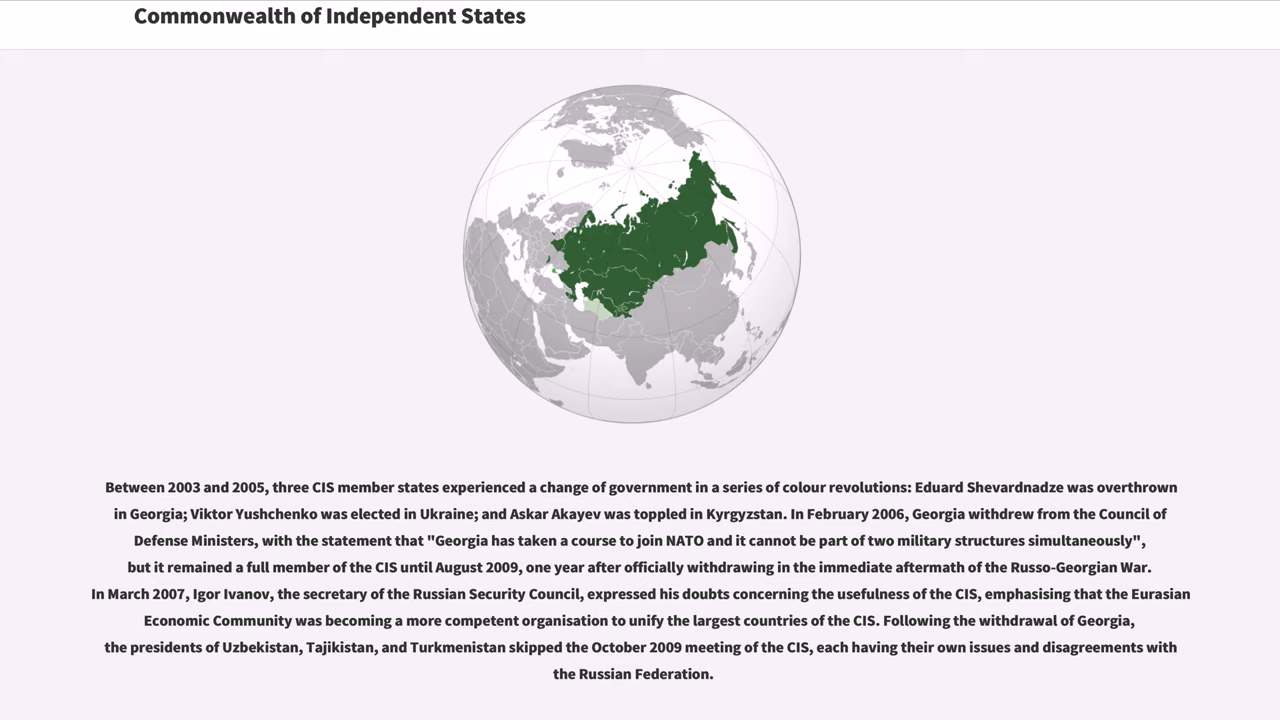 Commonwealth of Independent States
Between 2003 and 2005, three CIS member states experienced a change of government in a series of colour revolutions: Eduard Shevardnadze was overthrown
in Georgia; Viktor Yushchenko was elected in Ukraine; and Askar Akayev was toppled in Kyrgyzstan. In February 2006, Georgia withdrew from the Council of
Defense Ministers, with the statement that "Georgia has taken a course to join NATO and it cannot be part of two military structures simultaneously",
but it remained a full member of the CIS until August 2009, one year after officially withdrawing in the immediate aftermath of the Russo-Georgian War.
In March 2007, Igor Ivanov, the secretary of the Russian Security Council, expressed his doubts concerning the usefulness of the CIS, emphasising that the Eurasian
Economic Community was becoming a more competent organisation to unify the largest countries of the CIS. Following the withdrawal of Georgia,
the presidents of Uzbekistan, Tajikistan, and Turkmenistan skipped the October 2009 meeting of the CIS, each having their own issues and disagreements with
the Russian Federation.